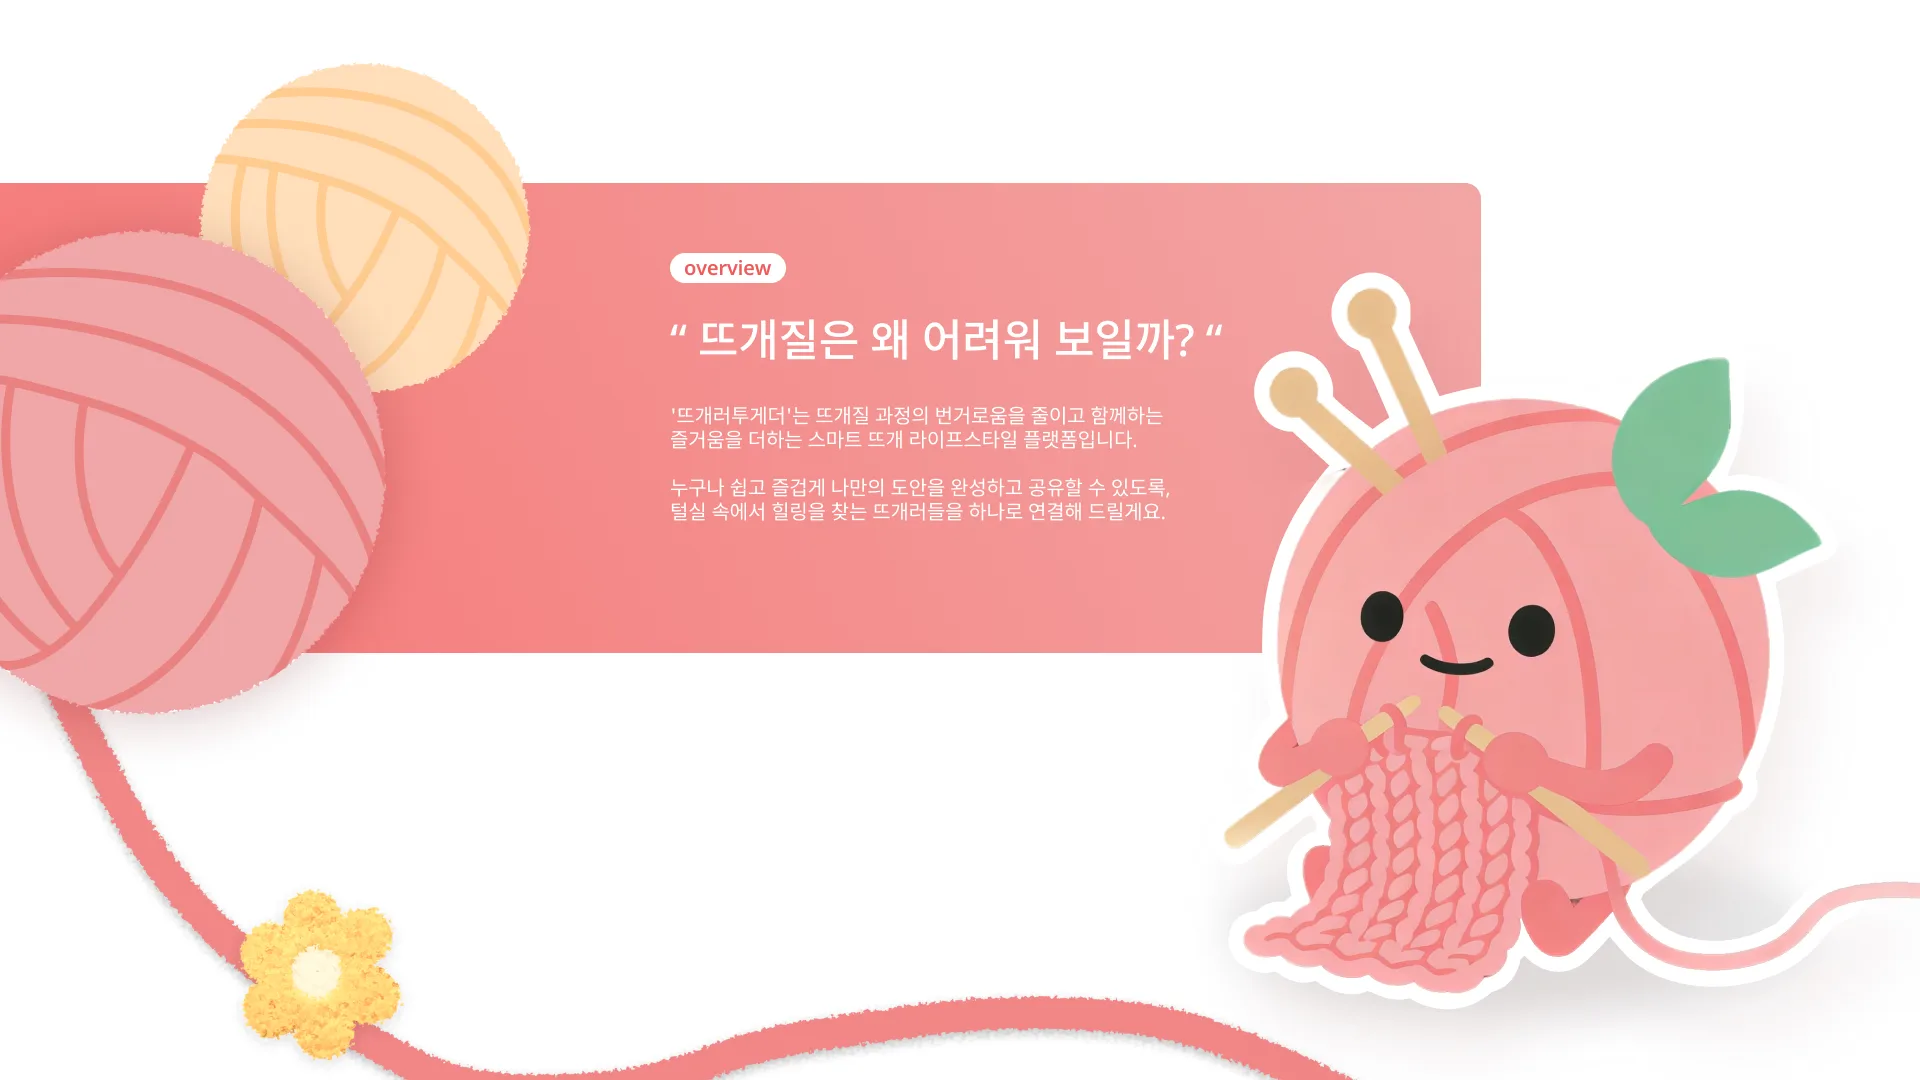 overview
“ 뜨개질은 왜 어려워 보일까? “
'뜨개러투게더'는 뜨개질 과정의 번거로움을 줄이고 함께하는
즐거움을 더하는 스마트 뜨개 라이프스타일 플랫폼입니다.
누구나 쉽고 즐겁게 나만의 도안을 완성하고 공유할 수 있도록,
털실 속에서 힐링을 찾는 뜨개러들을 하나로 연결해 드릴게요.